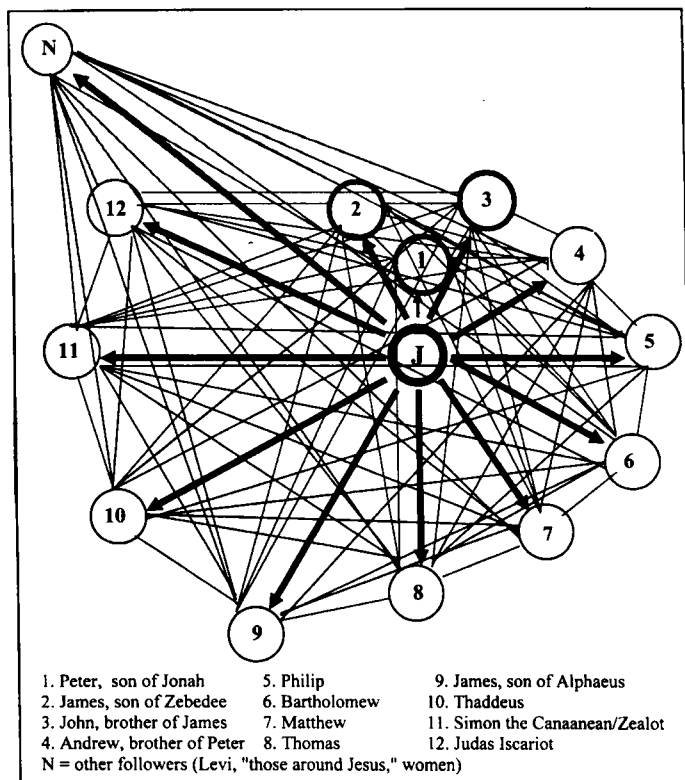 N
12
2
3
1
4
11
J
5
10
6
7
8
9
1. Peter, son of Jonah 5. Philip 9. James, son of Alphaeus
2. James, son of Zebedee 6. Bartholomew 10. Thaddeus
3. John, brother of James 7. Matthew 11. Simon the Canaanean/Zealot
4. Andrew, brother of Peter 8. Thomas 12. Judas Iscariot
N = other followers (Levi, "those around Jesus," women)